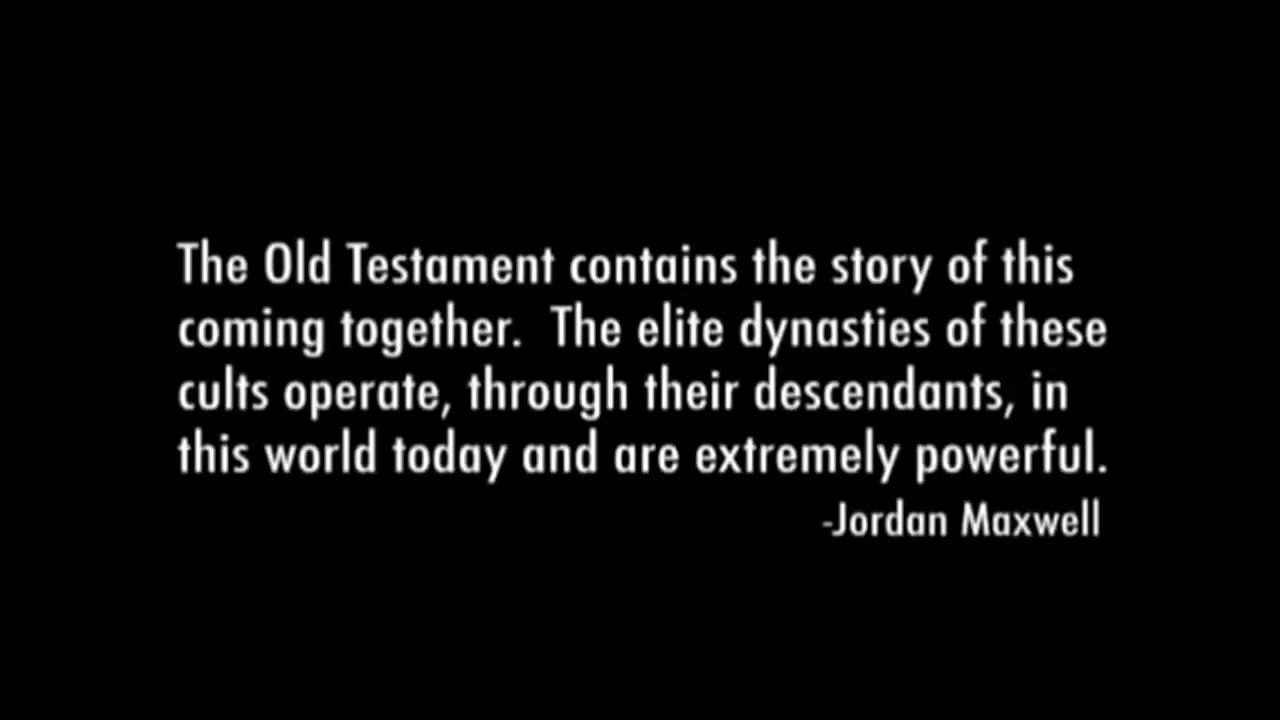 The Old Testament contains the story of this
coming together.  The elite dynasties of these
cults operate, through their descendants, in
this world today and are extremely powerful.
-Jordan Maxwell